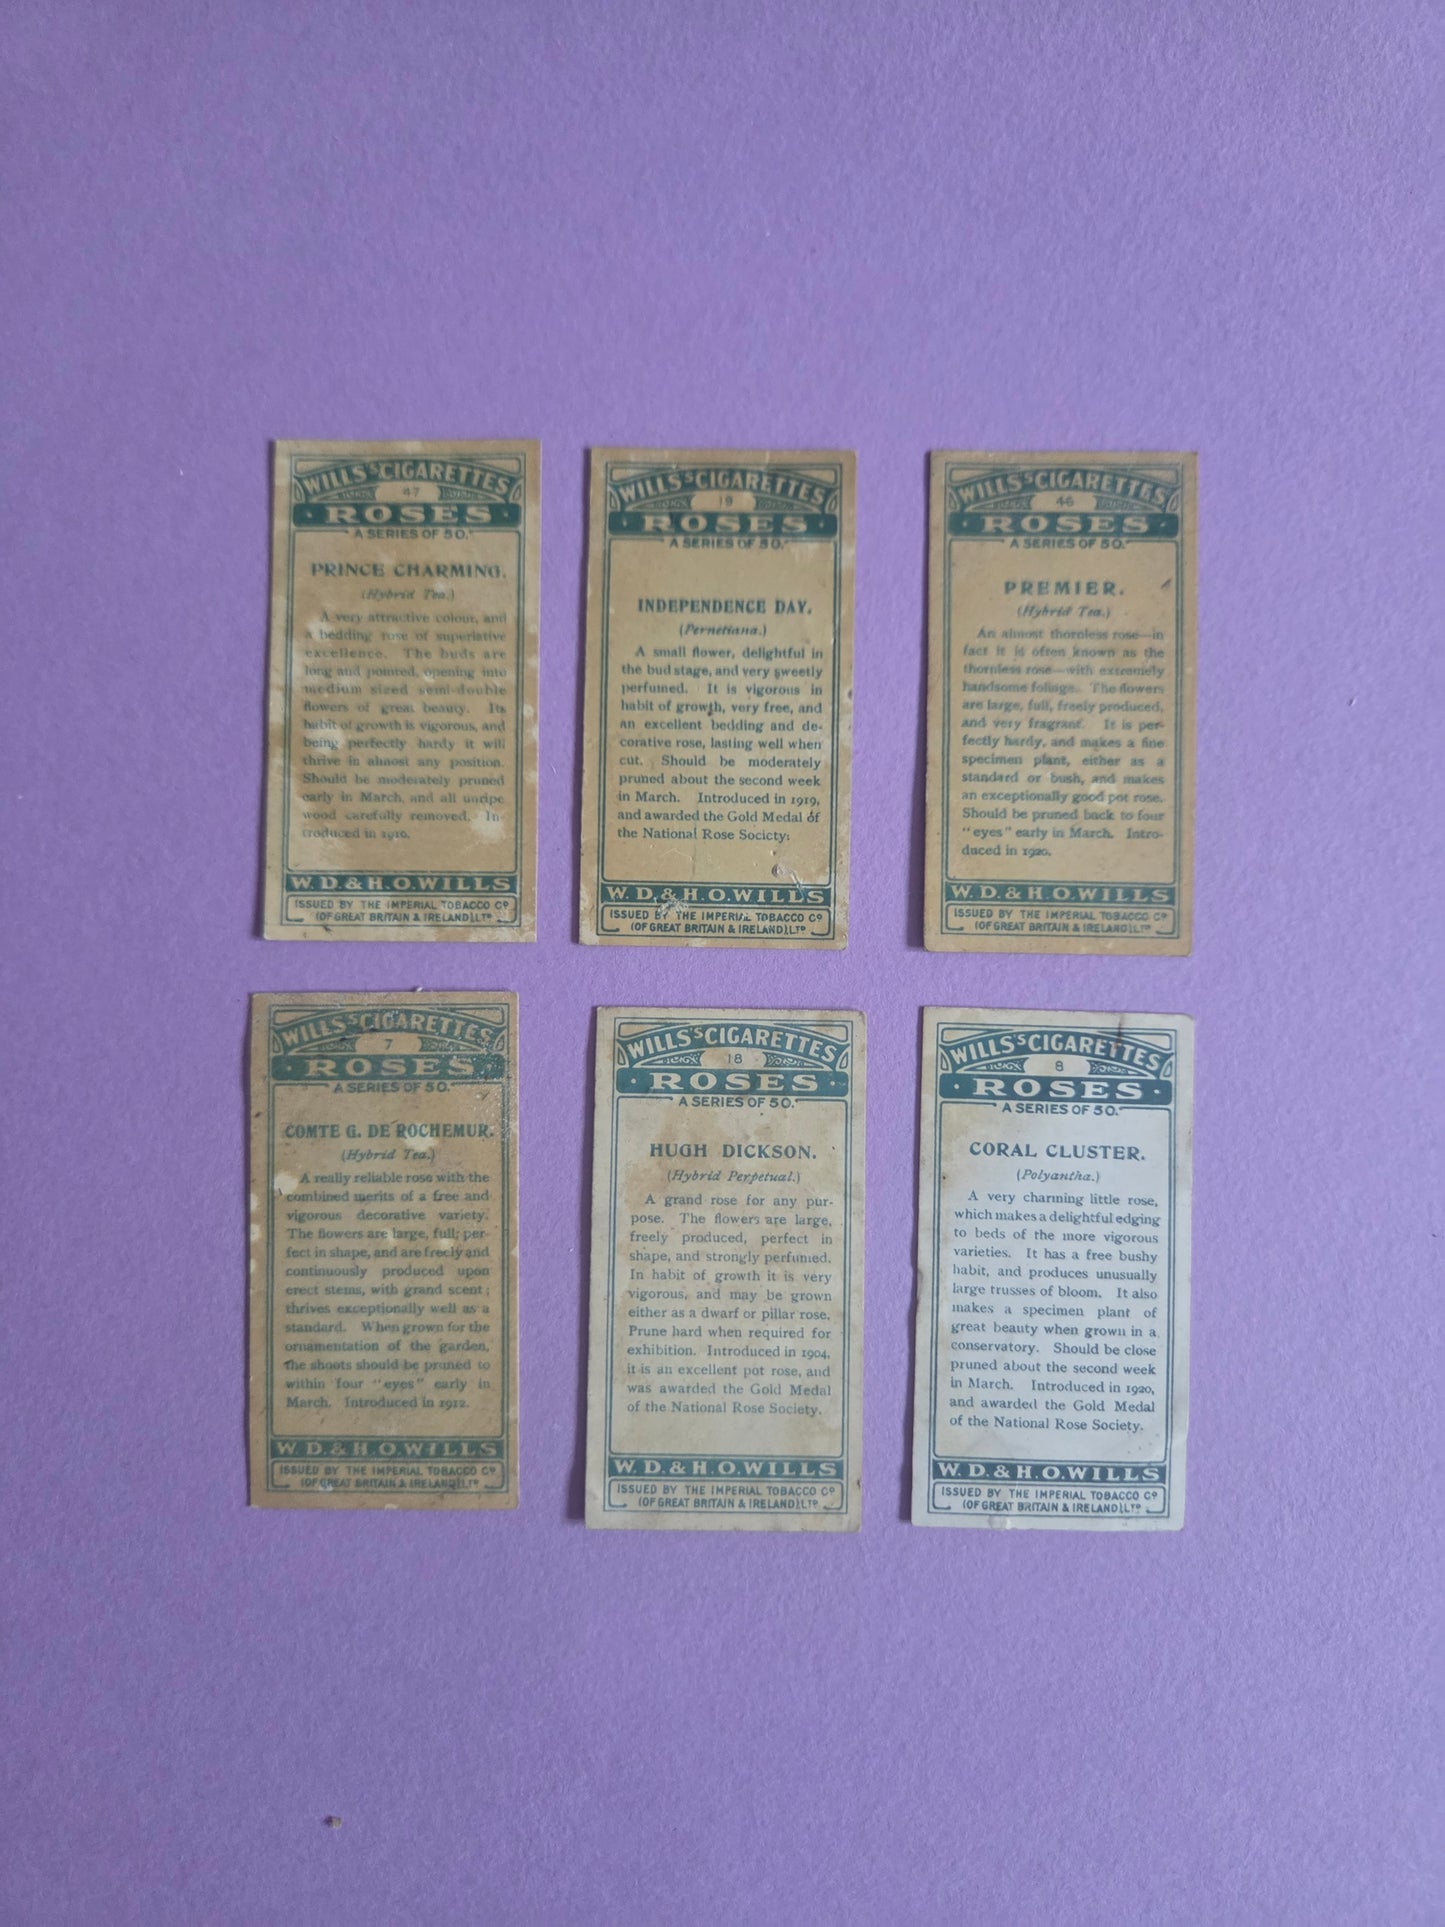 WILLS'S CIGARETTES
47
ROSES
A SERIES OF 50.
PRINCE CHARMING.
(Hybrid Tea.)
A very attractive colour, and
a bedding rose of superlative
excellence. The buds are
long and pointed, opening into
medium sized semi-double
flowers of great beauty. Its
habit of growth is vigorous, and
being perfectly hardy it will
thrive in almost any position.
Should be moderately pruned
early in March, and all unripe
wood carefully removed. In-
troduced in 1916.
W. D. & H. O. WILLS
ISSUED BY THE IMPERIAL TOBACCO Co
(OF GREAT BRITAIN & IRELAND), LTD
WILLS'S CIGARETTES
19
ROSES
A SERIES OF 50.
INDEPENDENCE DAY.
(Pernetiana.)
A small flower, delightful in
the bud stage, and very sweetly
perfumed. It is vigorous in
habit of growth, very free, and
an excellent bedding and de-
corative rose, lasting well when
cut. Should be moderately
pruned about the second week
in March. Introduced in 1919,
and awarded the Gold Medal of
the National Rose Society.
W. D. & H. O. WILLS
ISSUED BY THE IMPERIAL TOBACCO Co
(OF GREAT BRITAIN & IRELAND), LTD
WILLS'S CIGARETTES
46
ROSES
A SERIES OF 50.
PREMIER.
(Hybrid Tea.)
An almost thornless rose—in
fact it is often known as the
thornless rose—with extremely
handsome foliage. The flowers
are large, full, freely produced,
and very fragrant. It is per-
fectly hardy, and makes a fine
specimen plant, either as a
standard or bush, and makes
an exceptionally good pot rose.
Should be pruned back to four
"eyes" early in March. Intro-
duced in 1920.
W. D. & H. O. WILLS
ISSUED BY THE IMPERIAL TOBACCO Co
(OF GREAT BRITAIN & IRELAND), LTD
WILLS'S CIGARETTES
7
ROSES
A SERIES OF 50.
COMTE G. DE ROCHEMUR.
(Hybrid Tea.)
A really reliable rose with the
combined merits of a free and
vigorous decorative variety.
The flowers are large, full; per-
fect in shape, and are freely and
continuously produced upon
erect stems, with grand scent;
thrives exceptionally well as a
standard. When grown for the
ornamentation of the garden,
the shoots should be pruned to
within four "eyes" early in
March. Introduced in 1912.
W. D. & H. O. WILLS
ISSUED BY THE IMPERIAL TOBACCO Co
(OF GREAT BRITAIN & IRELAND), LTD
WILLS'S CIGARETTES
18
ROSES
A SERIES OF 50.
HUGH DICKSON.
(Hybrid Perpetual.)
A grand rose for any pur-
pose. The flowers are large,
freely produced, perfect in
shape, and strongly perfumed.
In habit of growth it is very
vigorous, and may be grown
either as a dwarf or pillar rose.
Prune hard when required for
exhibition. Introduced in 1904,
it is an excellent pot rose, and
was awarded the Gold Medal
of the National Rose Society.
W. D. & H. O. WILLS
ISSUED BY THE IMPERIAL TOBACCO Co
(OF GREAT BRITAIN & IRELAND), LTD
WILLS'S CIGARETTES
8
ROSES
A SERIES OF 50.
CORAL CLUSTER.
(Polyantha.)
A very charming little rose,
which makes a delightful edging
to beds of the more vigorous
varieties. It has a free bushy
habit, and produces unusually
large trusses of bloom. It also
makes a specimen plant of
great beauty when grown in a
conservatory. Should be close
pruned about the second week
in March. Introduced in 1920,
and awarded the Gold Medal
of the National Rose Society.
W. D. & H. O. WILLS
ISSUED BY THE IMPERIAL TOBACCO Co
(OF GREAT BRITAIN & IRELAND), LTD